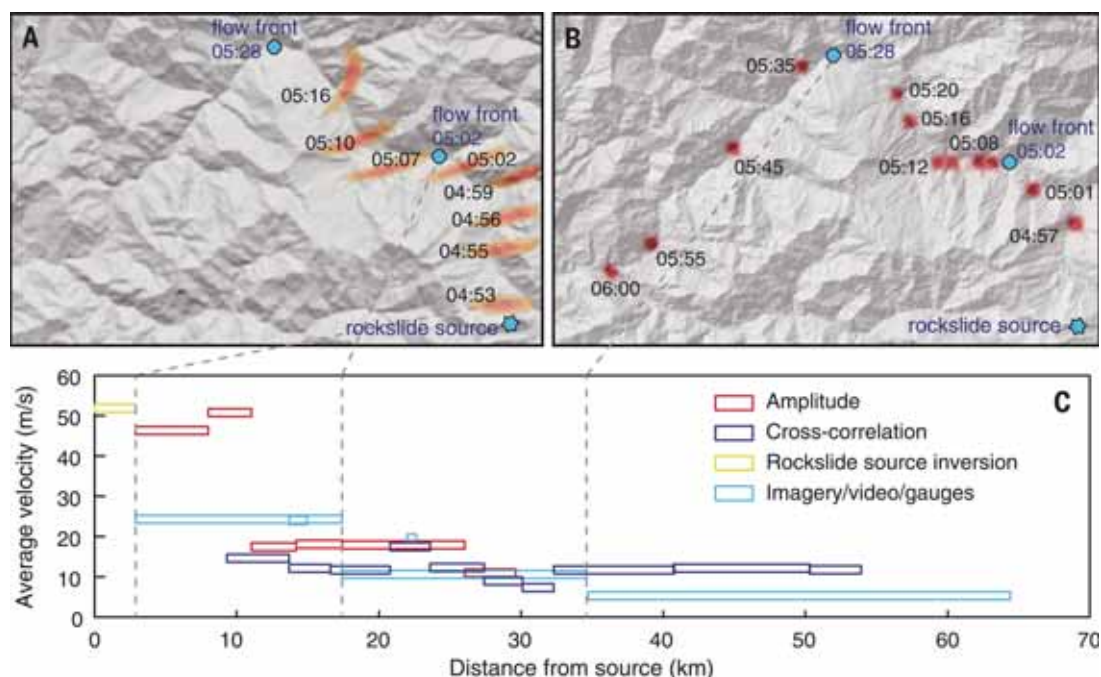 A
flow front
05:28
05:16
05:10
flow front
05:02
05:07
05:02
04:59
04:56
04:55
04:53
rockslide source
B
flow front
05:28
05:35
05:20
05:16
flow front
05:02
05:08
05:12
05:45
05:01
04:57
05:55
06:00
rockslide source
C
Average velocity (m/s)
60
50
40
30
20
10
0
Amplitude
Cross-correlation
Rockslide source inversion
Imagery/video/gauges
0 10 20 30 40 50 60 70
Distance from source (km)